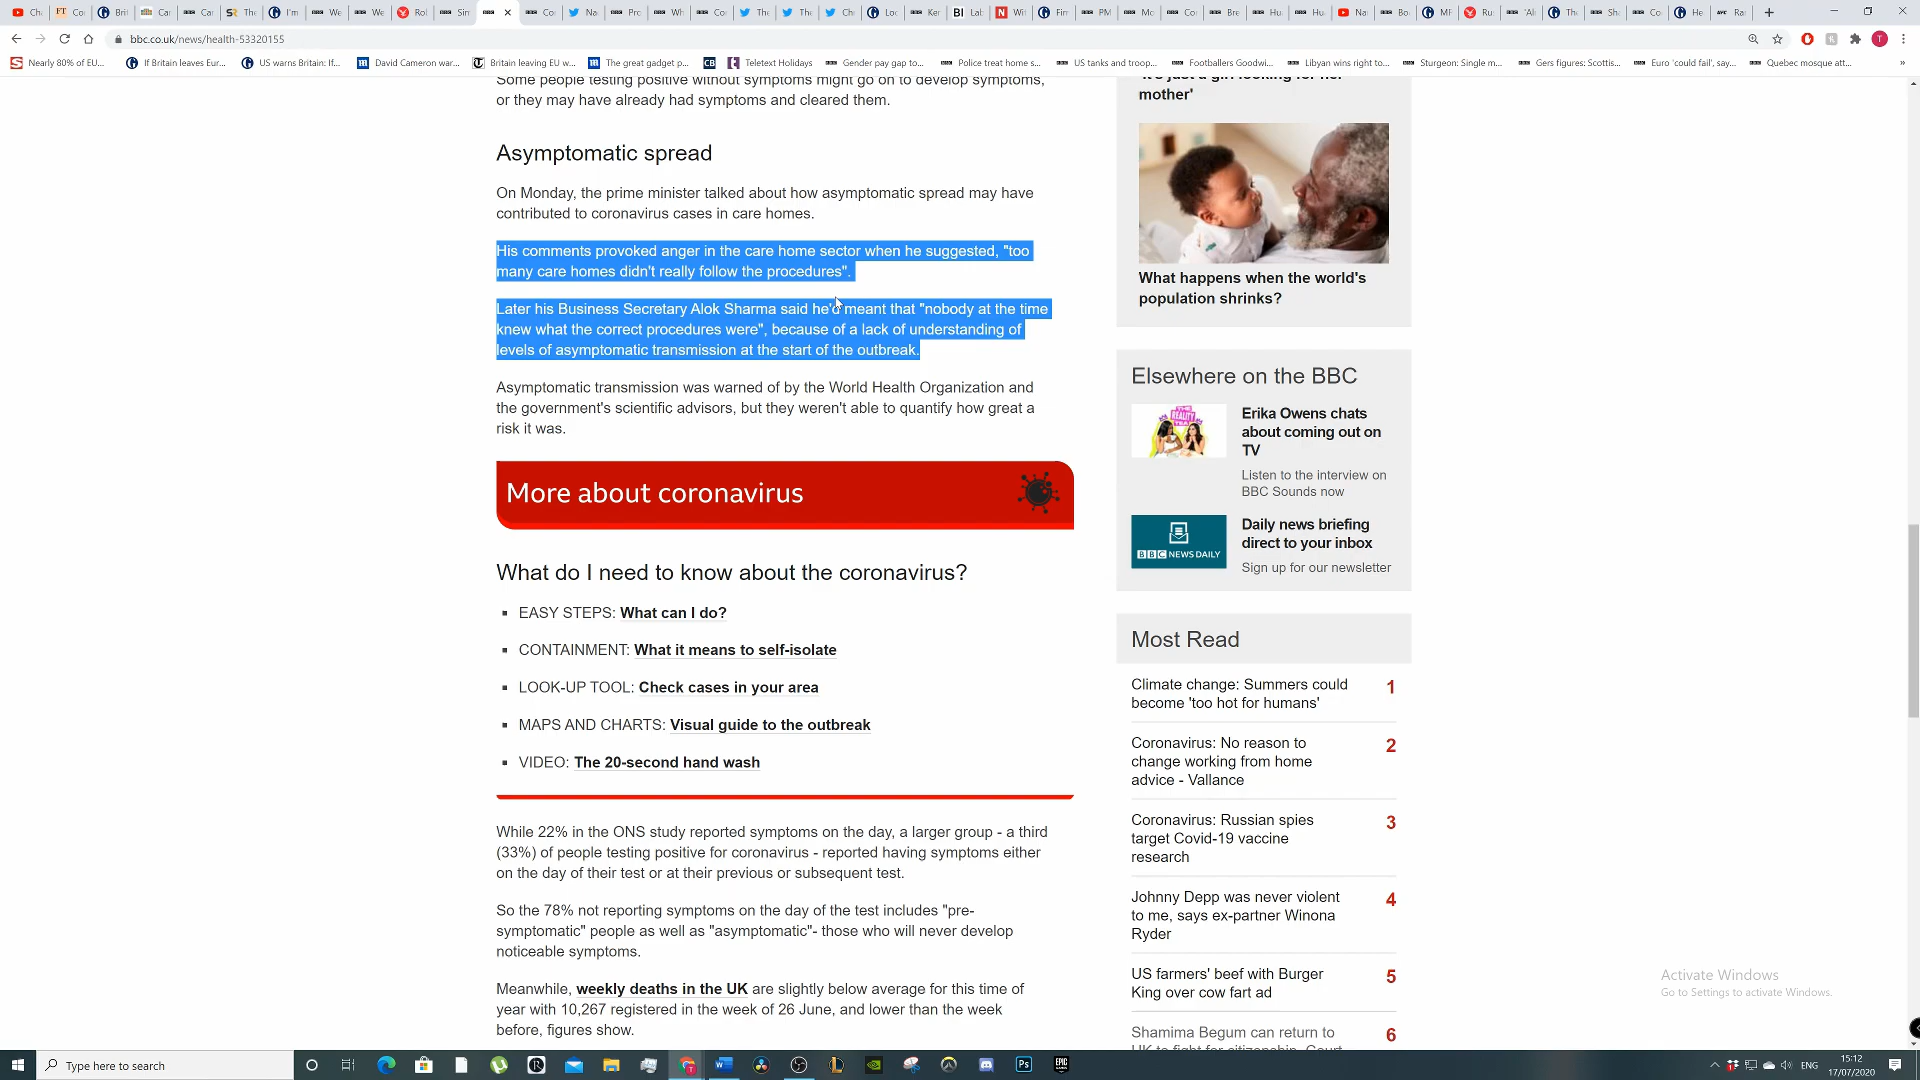 bbc.co.uk/news/health-53320155
Nearly 80% of EU...
If Britain leaves Eur...
US warns Britain: If...
David Cameron war...
Britain leaving EU w...
The great gadget p...
Teletext Holidays
Gender pay gap to...
Police treat home s...
US tanks and troop...
Footballers Goodwi...
Libyan wins right to...
Sturgeon: Single m...
Gers figures: Scottis...
Euro 'could fail', say...
Quebec mosque att...
Some people testing positive without symptoms might go on to develop symptoms,
or they may have already had symptoms and cleared them.
Asymptomatic spread
On Monday, the prime minister talked about how asymptomatic spread may have
contributed to coronavirus cases in care homes.
His comments provoked anger in the care home sector when he suggested, "too
many care homes didn't really follow the procedures".
Later his Business Secretary Alok Sharma said he'd meant that "nobody at the time
knew what the correct procedures were", because of a lack of understanding of
levels of asymptomatic transmission at the start of the outbreak.
Asymptomatic transmission was warned of by the World Health Organization and
the government's scientific advisors, but they weren't able to quantify how great a
risk it was.
More about coronavirus
What do I need to know about the coronavirus?
EASY STEPS: What can I do?
CONTAINMENT: What it means to self-isolate
LOOK-UP TOOL: Check cases in your area
MAPS AND CHARTS: Visual guide to the outbreak
VIDEO: The 20-second hand wash
While 22% in the ONS study reported symptoms on the day, a larger group - a third
(33%) of people testing positive for coronavirus - reported having symptoms either
on the day of their test or at their previous or subsequent test.
So the 78% not reporting symptoms on the day of the test includes "pre-
symptomatic" people as well as "asymptomatic"- those who will never develop
noticeable symptoms.
Meanwhile, weekly deaths in the UK are slightly below average for this time of
year with 10,267 registered in the week of 26 June, and lower than the week
before, figures show.
'It's just a girl looking for her
mother'
What happens when the world's
population shrinks?
Elsewhere on the BBC
Erika Owens chats
about coming out on
TV
Listen to the interview on
BBC Sounds now
BBC NEWS DAILY
Daily news briefing
direct to your inbox
Sign up for our newsletter
Most Read
Climate change: Summers could
become 'too hot for humans'
1
Coronavirus: No reason to
change working from home
advice - Vallance
2
Coronavirus: Russian spies
target Covid-19 vaccine
research
3
Johnny Depp was never violent
to me, says ex-partner Winona
Ryder
4
US farmers' beef with Burger
King over cow fart ad
5
Shamima Begum can return to
UK to fight for citizenship, Court
6
Activate Windows
Go to Settings to activate Windows.
Type here to search
ENG
15:12
17/07/2020